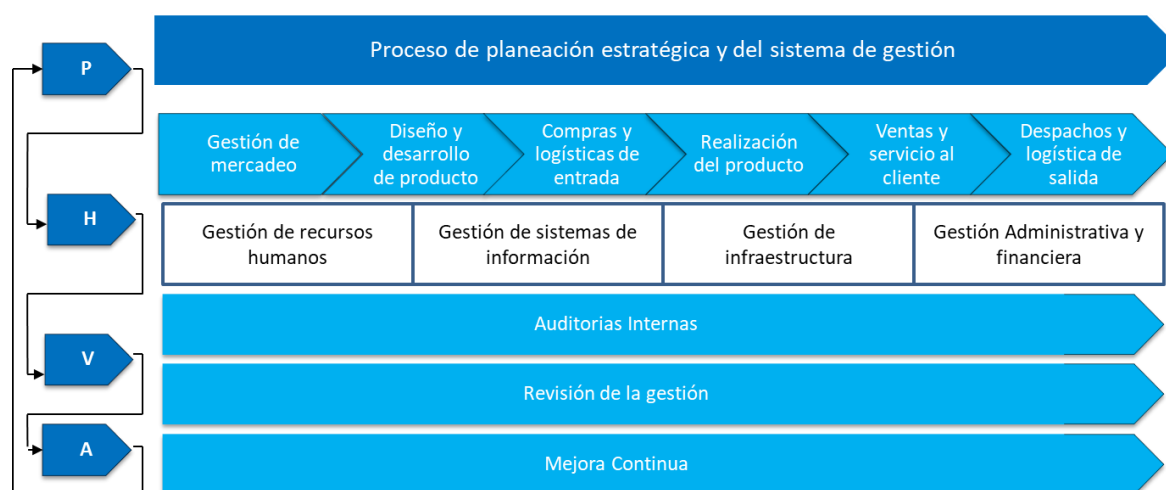 P
Proceso de planeación estratégica y del sistema de gestión
H
Gestión de
mercadeo
Diseño y
desarrollo
de producto
Compras y
logísticas de
entrada
Realización
del producto
Ventas y
servicio al
cliente
Despachos y
logística de
salida
Gestión de recursos
humanos
Gestión de sistemas de
información
Gestión de
infraestructura
Gestión Administrativa y
financiera
V
Auditorias Internas
Revisión de la gestión
A
Mejora Continua